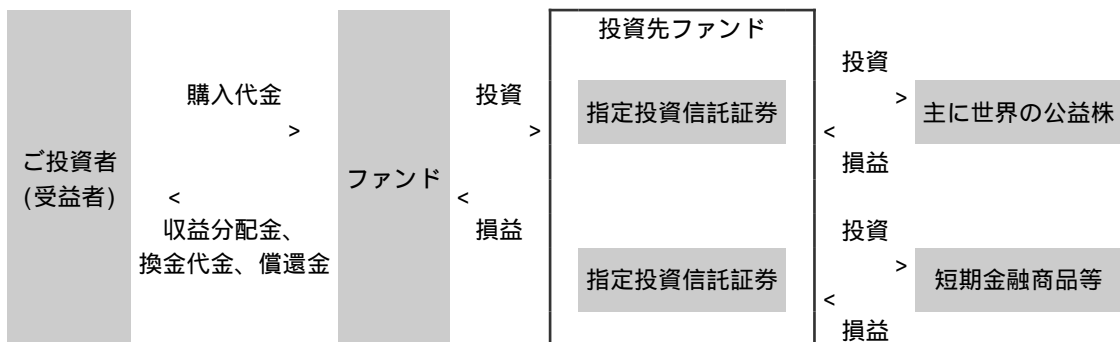 投資先ファンド
ご投資者
(受益者)
購入代金
>
<
収益分配金、
換金代金、償還金
ファンド
投資
>
<
損益
指定投資信託証券
投資
>
<
損益
主に世界の公益株
指定投資信託証券
投資
>
<
損益
短期金融商品等